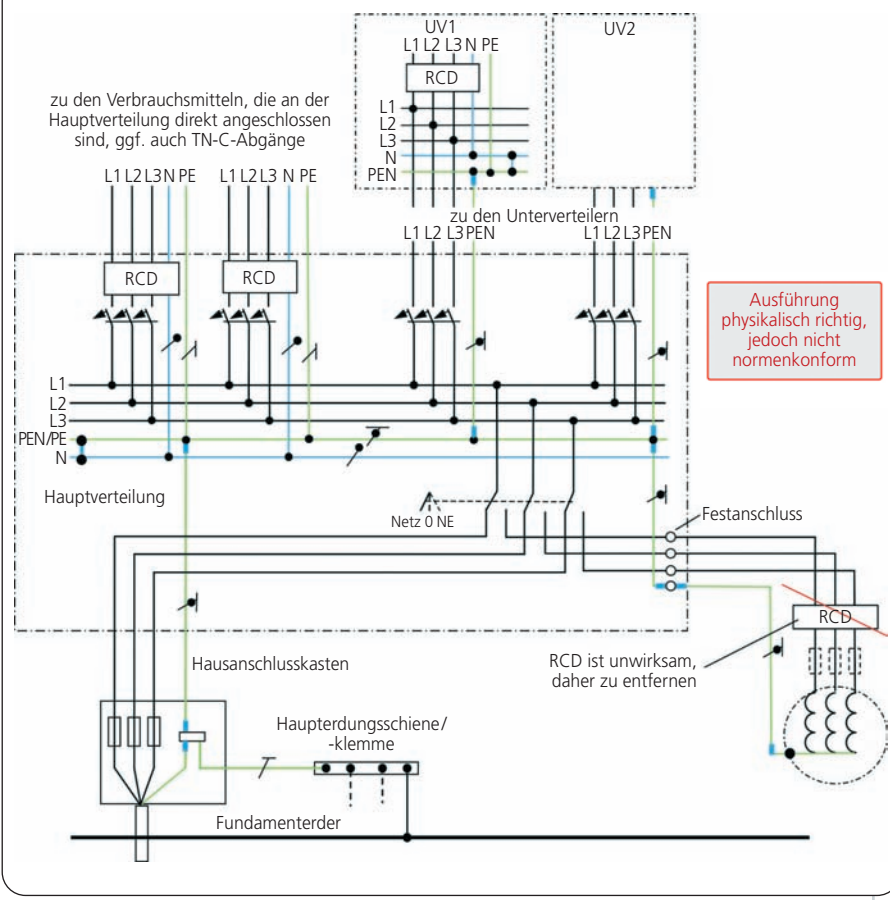 UV1
L1 L2 L3 N PE
RCD
L1
L2
L3
N
PEN
UV2
zu den Verbrauchsmitteln, die an der
Hauptverteilung direkt angeschlossen
sind, ggf. auch TN-C-Abgänge
L1 L2 L3 N PE
L1 L2 L3 N PE
zu den Unterverteilern
L1 L2 L3 PEN
L1 L2 L3 PEN
RCD
RCD
Ausführung
physikalisch richtig,
jedoch nicht
normenkonform
L1
L2
L3
PEN/PE
N
Hauptverteilung
Netz 0 NE
Festanschluss
RCD
RCD ist unwirksam,
daher zu entfernen
Hausanschlusskasten
Haupterdungsschiene/
-klemme
Fundamenterder